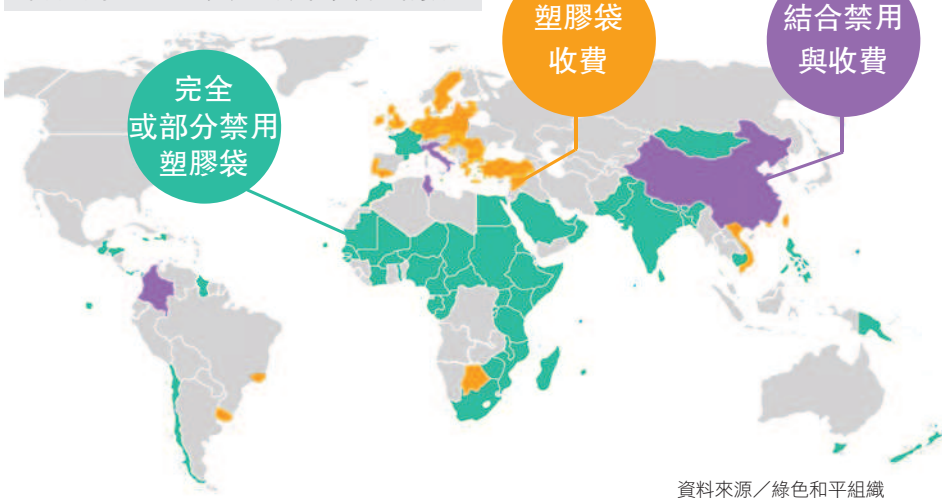 塑膠袋
收費
結合禁用
與收費
完全
或部分禁用
塑膠袋
資料來源／綠色和平組織